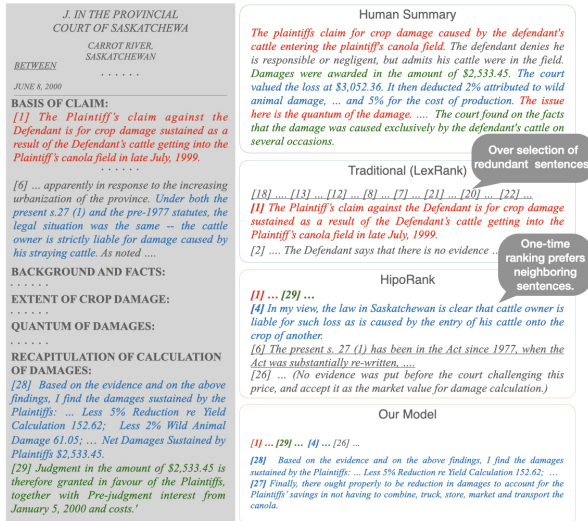 J. IN THE PROVINCIAL
COURT OF SASKATCHEWA
CARROT RIVER,
SASKATCHEWAN
BETWEEN
. . . . . .
JUNE 8, 2000
BASIS OF CLAIM:
[1] The Plaintiff's claim against the
Defendant is for crop damage sustained as a
result of the Defendant's cattle getting into the
Plaintiff's canola field in late July, 1999.
. . . . . .
[6] ... apparently in response to the increasing
urbanization of the province. Under both the
present s.27 (1) and the pre-1977 statutes, the
legal situation was the same -- the cattle
owner is strictly liable for damage caused by
his straying cattle. As noted ....
BACKGROUND AND FACTS:
. . . . . .
EXTENT OF CROP DAMAGE:
. . . . . .
QUANTUM OF DAMAGES:
. . . . . .
RECAPITULATION OF CALCULATION
OF DAMAGES:
[28] Based on the evidence and on the above
findings, I find the damages sustained by the
Plaintiffs: ... Less 5% Reduction re Yield
Calculation 152.62; Less 2% Wild Animal
Damage 61.05; ... Net Damages Sustained by
Plaintiffs $2,533.45.
[29] Judgment in the amount of $2,533.45 is
therefore granted in favour of the Plaintiffs,
together with Pre-judgment interest from
January 5, 2000 and costs.'
Human Summary
The plaintiffs claim for crop damage caused by the defendant's
cattle entering the plaintiff's canola field. The defendant denies he
is responsible or negligent, but admits his cattle were in the field.
Damages were awarded in the amount of $2,533.45. The court
valued the loss at $3,052.36. It then deducted 2% attributed to wild
animal damage, ... and 5% for the cost of production. The issue
here is the quantum of the damage. .... The court found on the facts
that the damage was caused exclusively by the defendant's cattle on
several occasions.
Over selection of
redundant sentences
Traditional (LexRank)
[18] .... [13] ... [12] ... [8] ... [7] ... [21] ... [20] ... [22] ...
[1] The Plaintiff's claim against the Defendant is for crop damage
sustained as a result of the Defendant's cattle getting into the
Plaintiff's canola field in late July, 1999.
[2] .... The Defendant says that there is no evidence ..
One-time
ranking prefers
neighboring
sentences.
HipoRank
[1] ... [29] ...
[4] In my view, the law in Saskatchewan is clear that cattle owner is
liable for such loss as is caused by the entry of his cattle onto the
crop of another.
[6] The present s. 27 (1) has been in the Act since 1977, when the
Act was substantially re-written, ....
[26] ... (No evidence was put before the court challenging this
price, and accept it as the market value for damage calculation.)
Our Model
[1] ... [29] ... [4] ... [26] ...
[28] Based on the evidence and on the above findings, I find the damages
sustained by the Plaintiffs: ... Less 5% Reduction re Yield Calculation 152.62; ...
[27] Finally, there ought properly to be reduction in damages to account for the
Plaintiffs' savings in not having to combine, truck, store, market and transport the
canola.